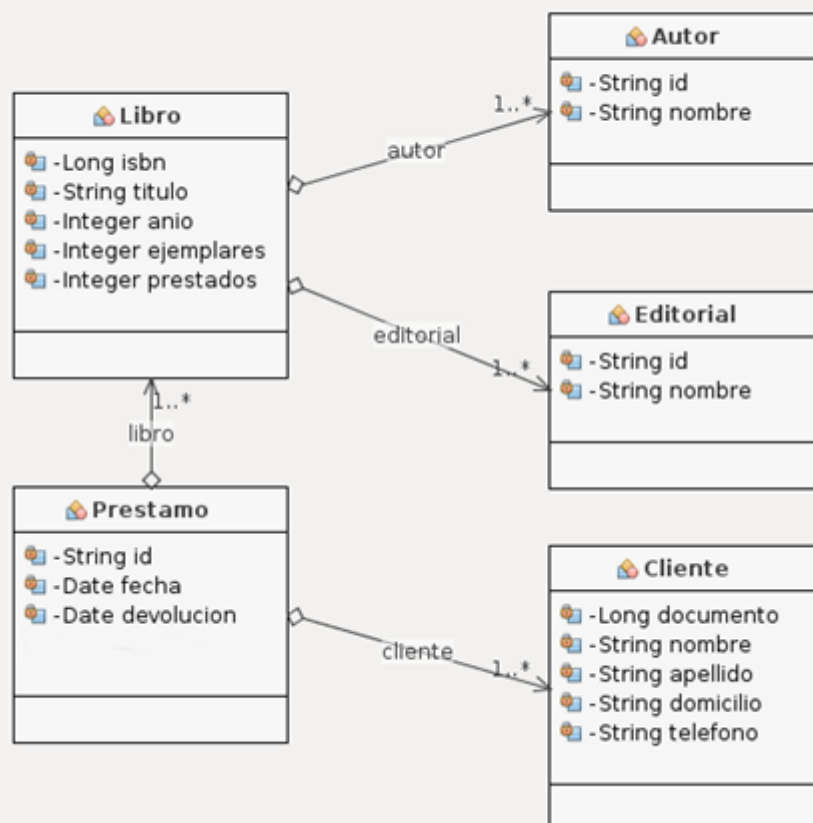 Autor
-String id
-String nombre
1..*
autor
Libro
-Long isbn
-String titulo
-Integer anio
-Integer ejemplares
-Integer prestados
editorial
1..*
Editorial
-String id
-String nombre
1..*
libro
Prestamo
-String id
-Date fecha
-Date devolucion
cliente
1..*
Cliente
-Long documento
-String nombre
-String apellido
-String domicilio
-String telefono